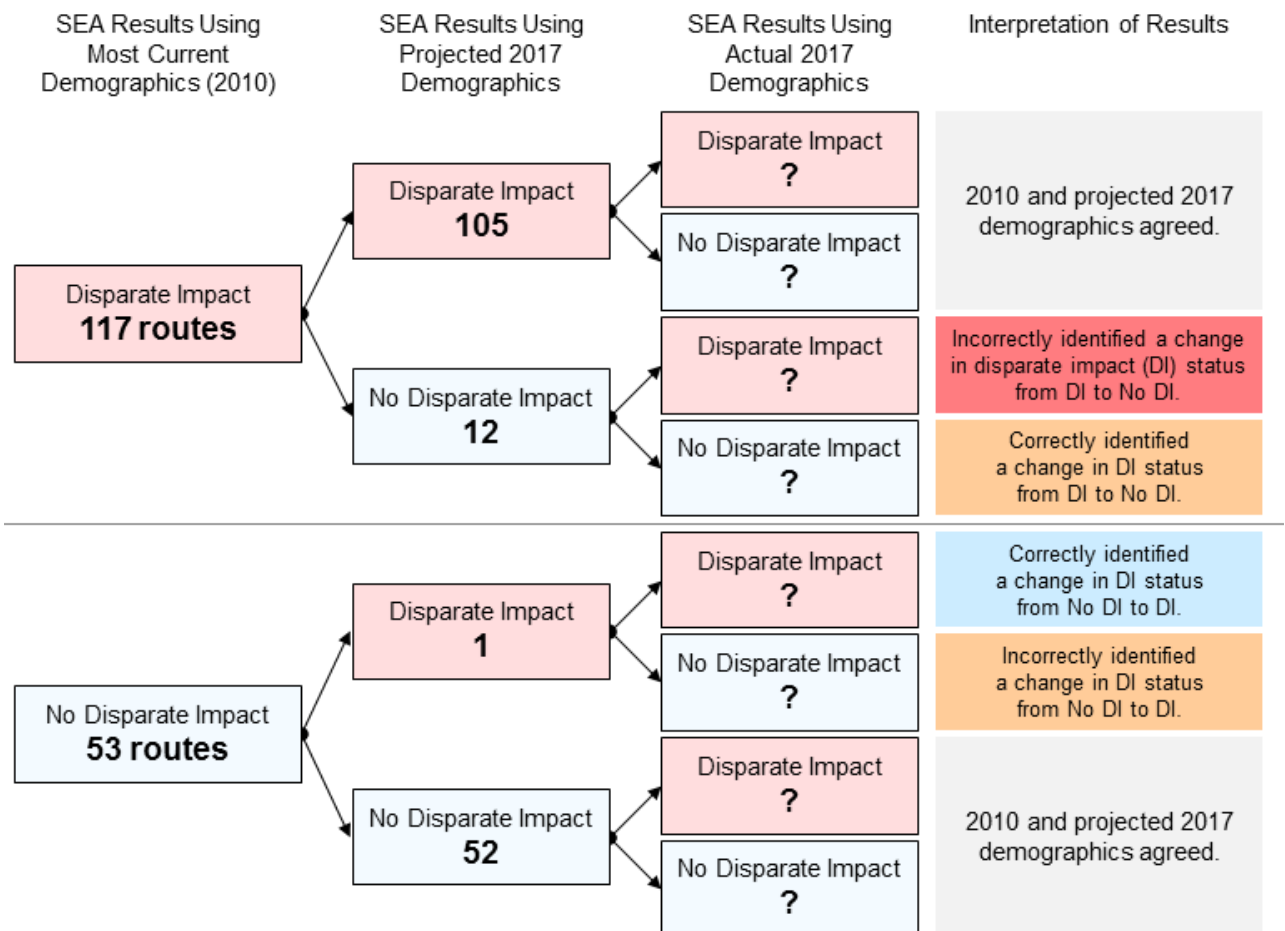 SEA Results Using
Most Current
Demographics (2010)
SEA Results Using
Projected 2017
Demographics
SEA Results Using
Actual 2017
Demographics
Interpretation of Results
Disparate Impact
117 routes
Disparate Impact
105
No Disparate Impact
12
Disparate Impact
?
No Disparate Impact
?
Disparate Impact
?
No Disparate Impact
?
2010 and projected 2017
demographics agreed.
Incorrectly identified a change
in disparate impact (DI) status
from DI to No DI.
Correctly identified
a change in DI status
from DI to No DI.
No Disparate Impact
53 routes
Disparate Impact
1
No Disparate Impact
52
Disparate Impact
?
No Disparate Impact
?
Disparate Impact
?
No Disparate Impact
?
Correctly identified
a change in DI status
from No DI to DI.
Incorrectly identified
a change in DI status
from No DI to DI.
2010 and projected 2017
demographics agreed.